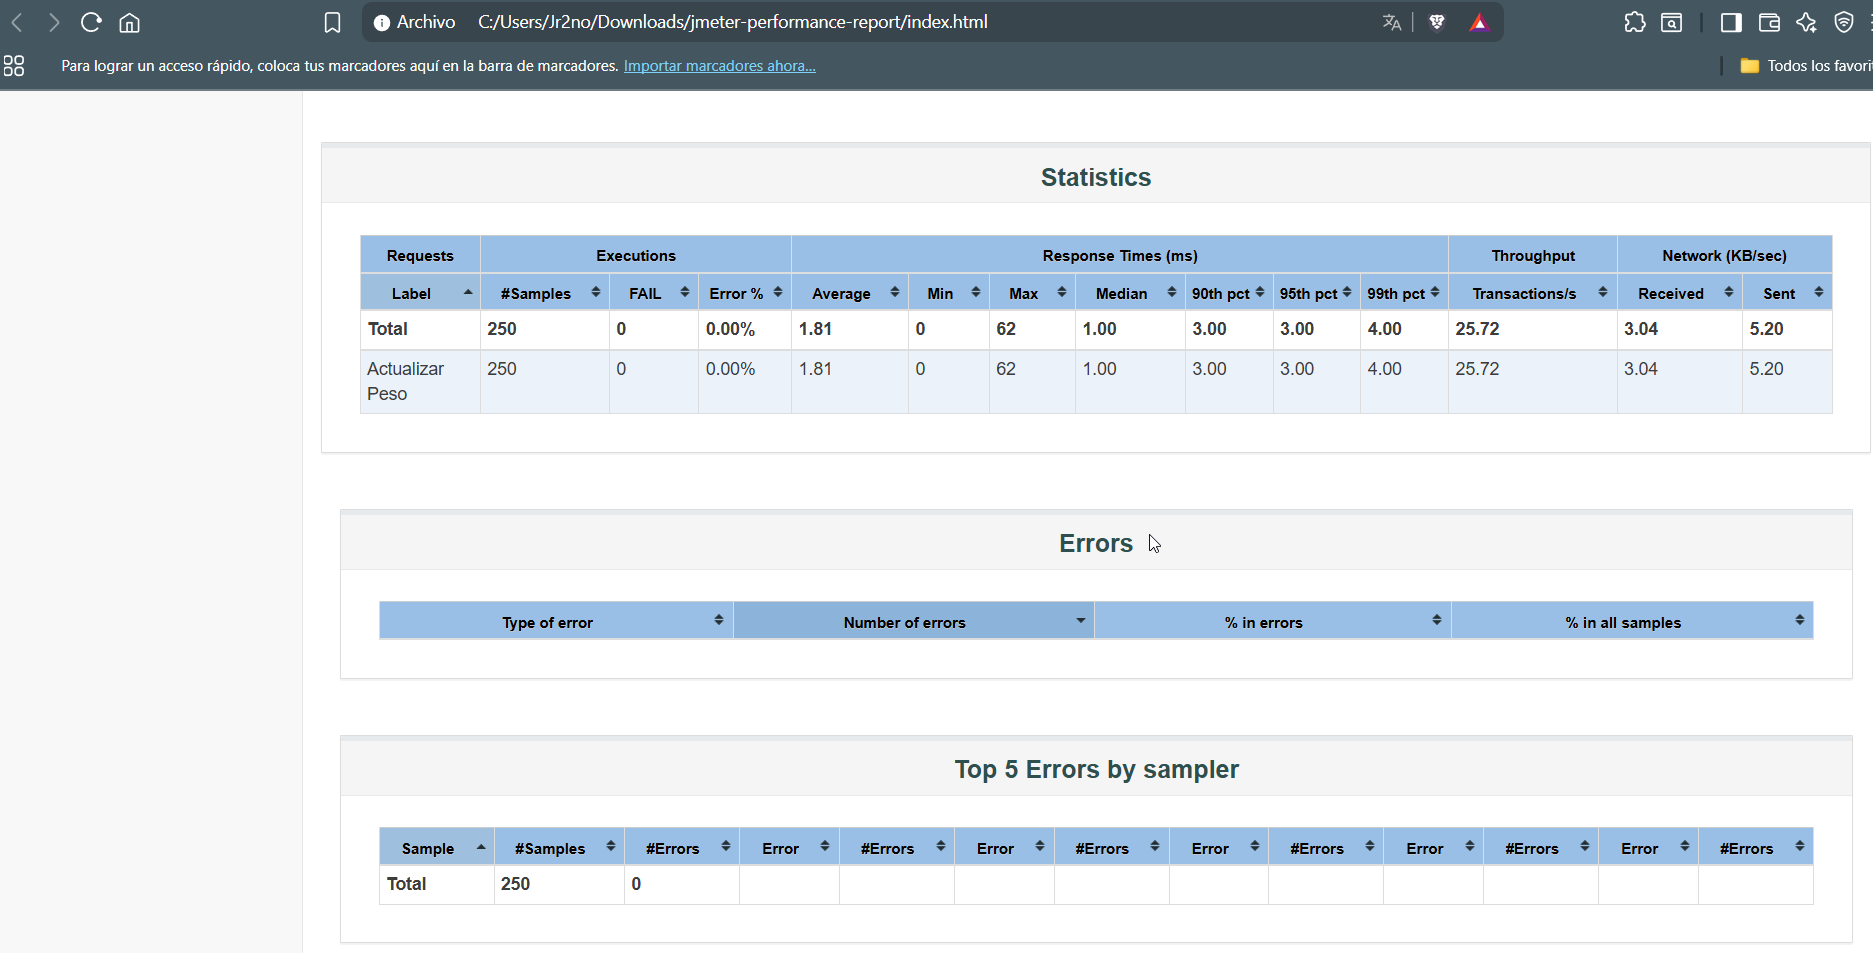 Archivo C:/Users/Jr2no/Downloads/jmeter-performance-report/index.html
Para lograr un acceso rápido, coloca tus marcadores aquí en la barra de marcadores. Importar marcadores ahora... Todos los favorit
Statistics
Requests Executions Response Times (ms) Throughput Network (KB/sec)
Label #Samples FAIL Error % Average Min Max Median 90th pct 95th pct 99th pct Transactions/s Received Sent
Total 250 0 0.00% 1.81 0 62 1.00 3.00 3.00 4.00 25.72 3.04 5.20
Actualizar Peso 250 0 0.00% 1.81 0 62 1.00 3.00 3.00 4.00 25.72 3.04 5.20
Errors
Type of error Number of errors % in errors % in all samples
Top 5 Errors by sampler
Sample #Samples #Errors Error #Errors Error #Errors Error #Errors Error #Errors Error #Errors
Total 250 0